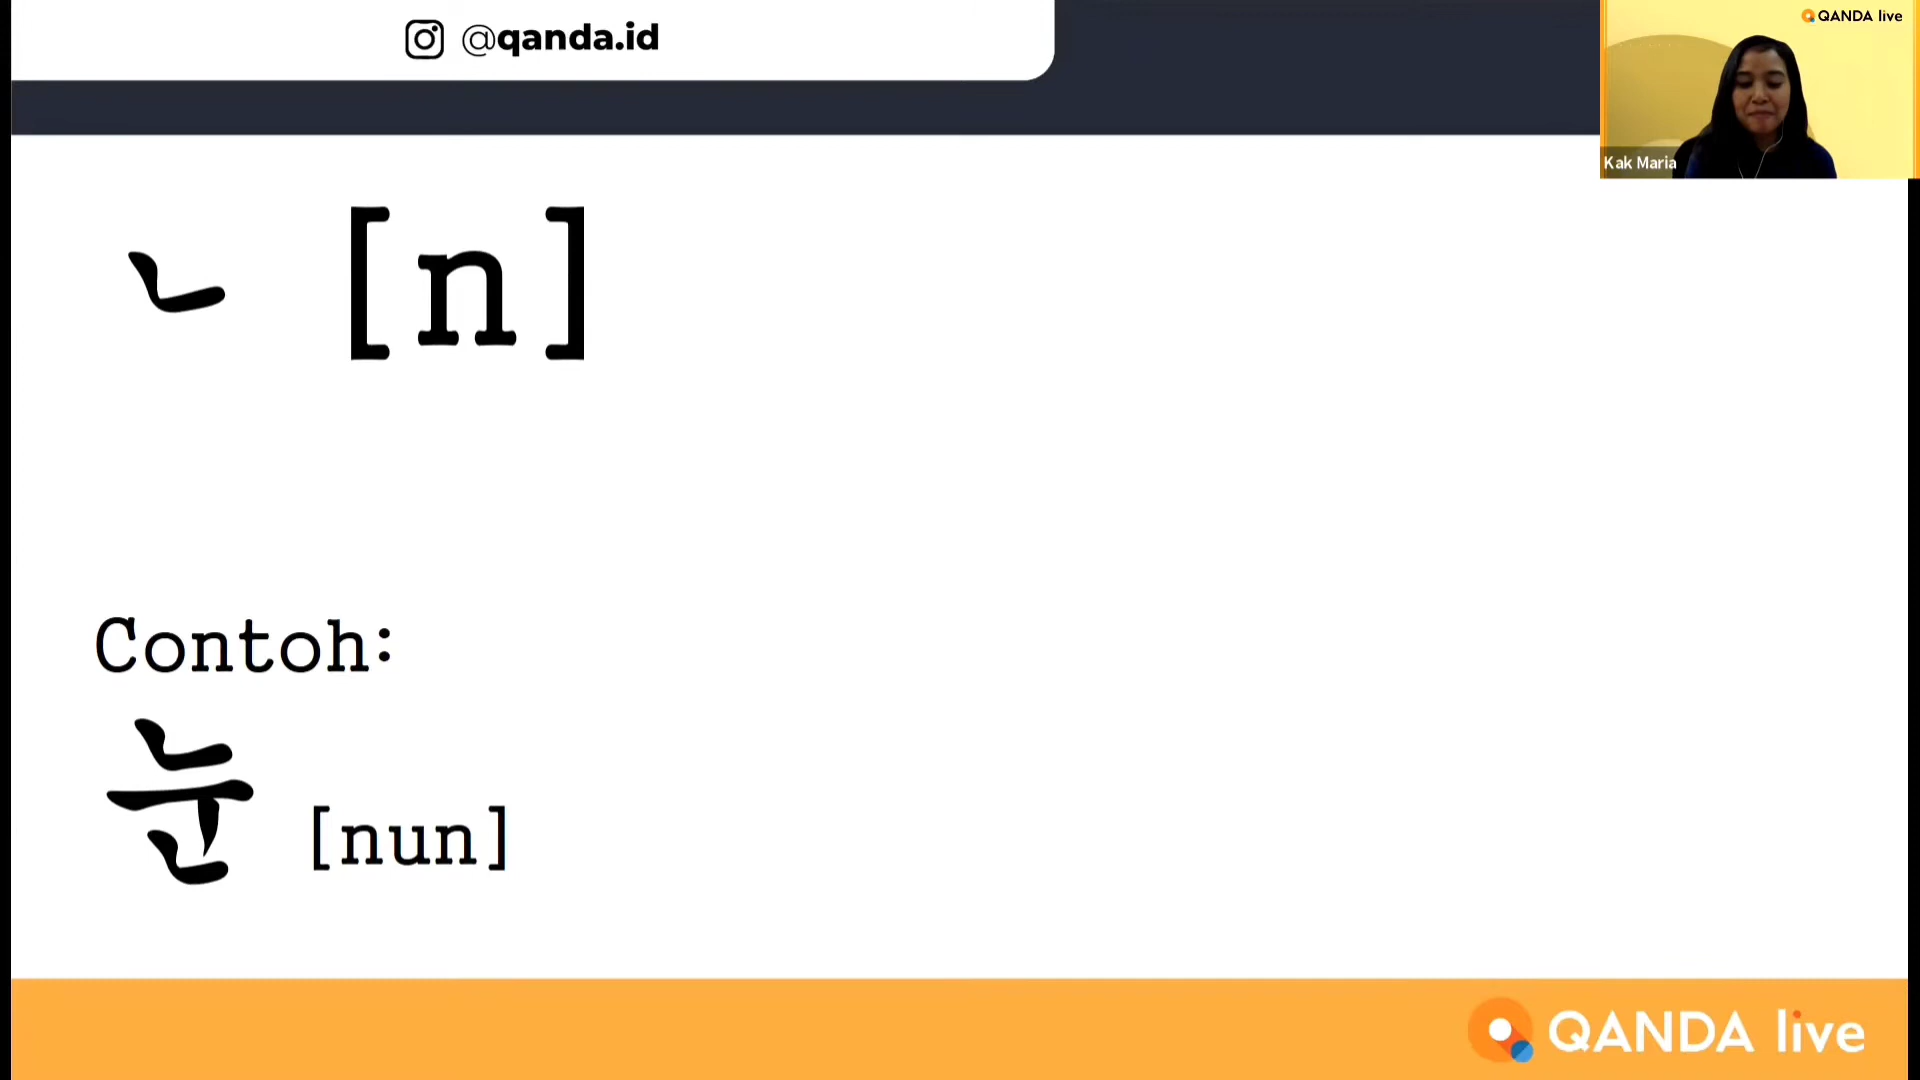 @qanda.id
QANDA live
Kak Maria
ㄴ [n]
Contoh:
눈 [nun]
QANDA live